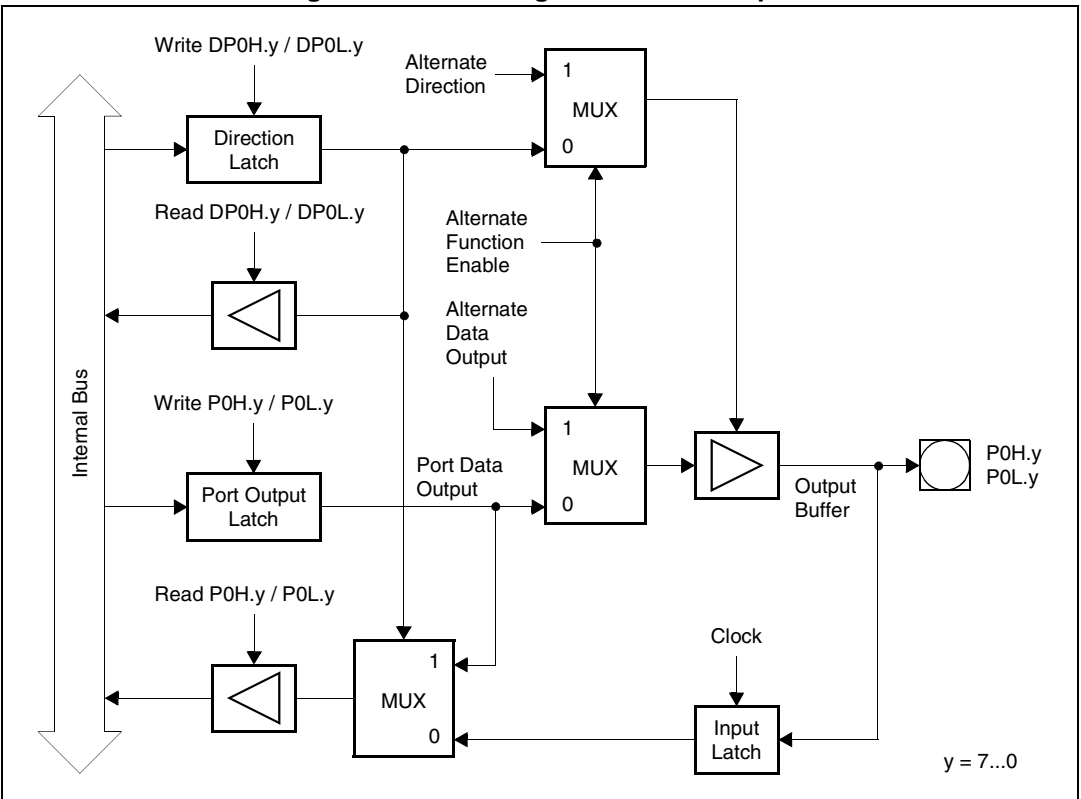 Write DP0H.y / DP0L.y
Alternate
Direction
1
MUX
0
Direction
Latch
Read DP0H.y / DP0L.y
Alternate
Function
Enable
Alternate
Data
Output
Internal Bus
Write P0H.y / P0L.y
1
MUX
0
Port Data
Output
Port Output
Latch
Output
Buffer
P0H.y
P0L.y
Read P0H.y / P0L.y
Clock
1
MUX
0
Input
Latch
y = 7...0